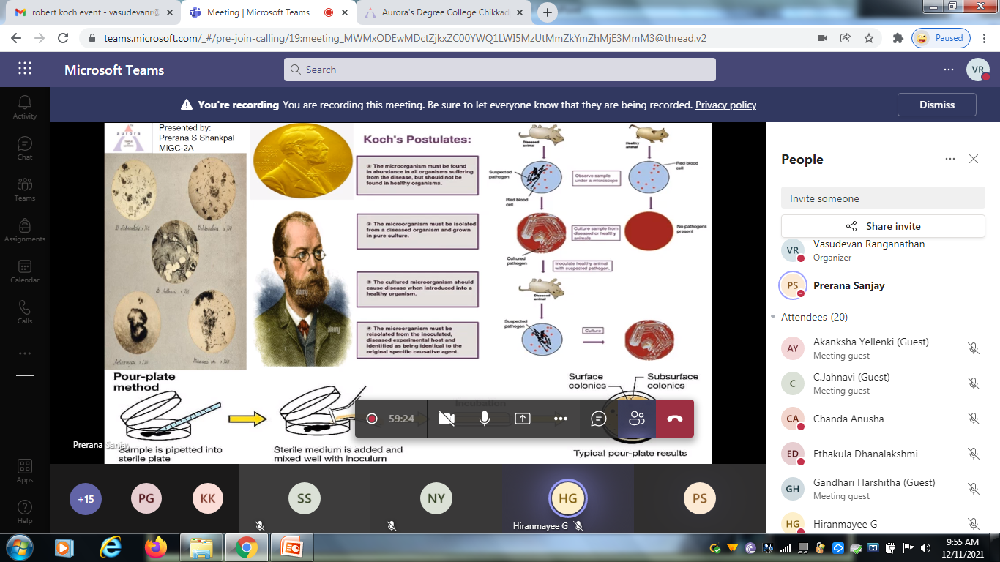 robert koch event - vasudevanr@
Meeting | Microsoft Teams
Aurora's Degree College Chikkad
teams.microsoft.com/_#/pre-join-calling/19:meeting_MWMxODEwMDctZjkxZC00YWQ1LWI5MzUtMmZkYmZhMjE3MmM3@thread.v2
Paused
Microsoft Teams
Search
VR
You're recording You are recording this meeting. Be sure to let everyone know that they are being recorded. Privacy policy
Dismiss
Activity
Chat
Teams
Assignments
Calendar
Calls
Apps
Help
aurora
Presented by:
Prerana S Shankpal
MiGC-2A
Koch's Postulates:
① The microorganism must be found
in abundance in all organisms suffering
from the disease, but should not be
found in healthy organisms.
② The microorganism must be isolated
from a diseased organism and grown
in pure culture.
③ The cultured microorganism should
cause disease when introduced into a
healthy organism.
④ The microorganism must be
reisolated from the inoculated,
diseased experimental host and
identified as being identical to the
original specific causative agent.
Diseased
animal
Healthy
animal
Suspected
pathogen
Red blood
cell
Observe sample
under a microscope
Red blood
cell
Culture sample from
diseased or healthy
animals
No pathogens
present
Cultured
pathogen
Inoculate healthy animal
with suspected pathogen.
Diseased
animal
Suspected
pathogen
Culture
alamy
alamy
Pour-plate
method
Sample is pipetted into
sterile plate
Sterile medium is added and
mixed well with inoculum
Incubation
Surface
colonies
Subsurface
colonies
Typical pour-plate results
Prerana Sanjay
59:24
+15
PG
KK
SS
NY
HG
PS
Hiranmayee G
People
Invite someone
Share invite
VR
Vasudevan Ranganathan
Organizer
PS
Prerana Sanjay
Attendees (20)
AY
Akanksha Yellenki (Guest)
Meeting guest
C
C.Jahnavi (Guest)
Meeting guest
CA
Chanda Anusha
ED
Ethakula Dhanalakshmi
GH
Gandhari Harshitha (Guest)
Meeting guest
HG
Hiranmayee G
9:55 AM
12/11/2021